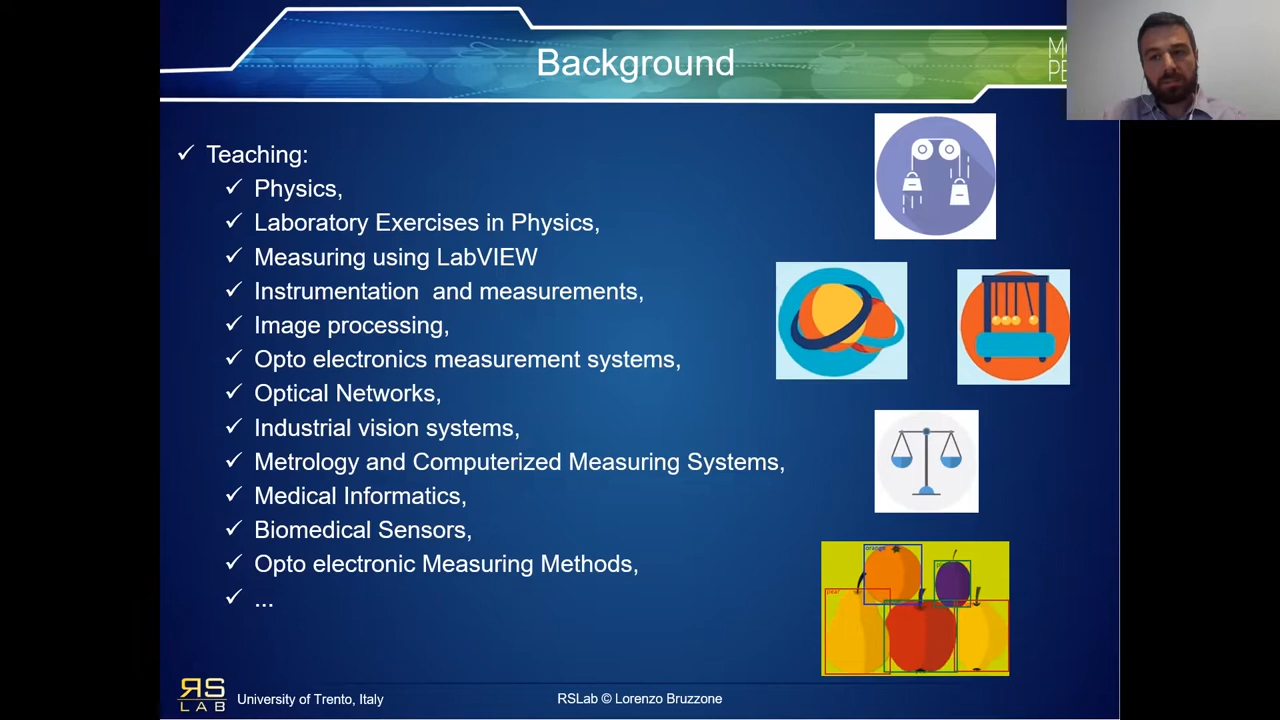 Background
✓ Teaching:
✓ Physics,
✓ Laboratory Exercises in Physics,
✓ Measuring using LabVIEW
✓ Instrumentation and measurements,
✓ Image processing,
✓ Opto electronics measurement systems,
✓ Optical Networks,
✓ Industrial vision systems,
✓ Metrology and Computerized Measuring Systems,
✓ Medical Informatics,
✓ Biomedical Sensors,
✓ Opto electronic Measuring Methods,
✓ ...
orange
pear
RS
LAB
University of Trento, Italy
RSLab © Lorenzo Bruzzone